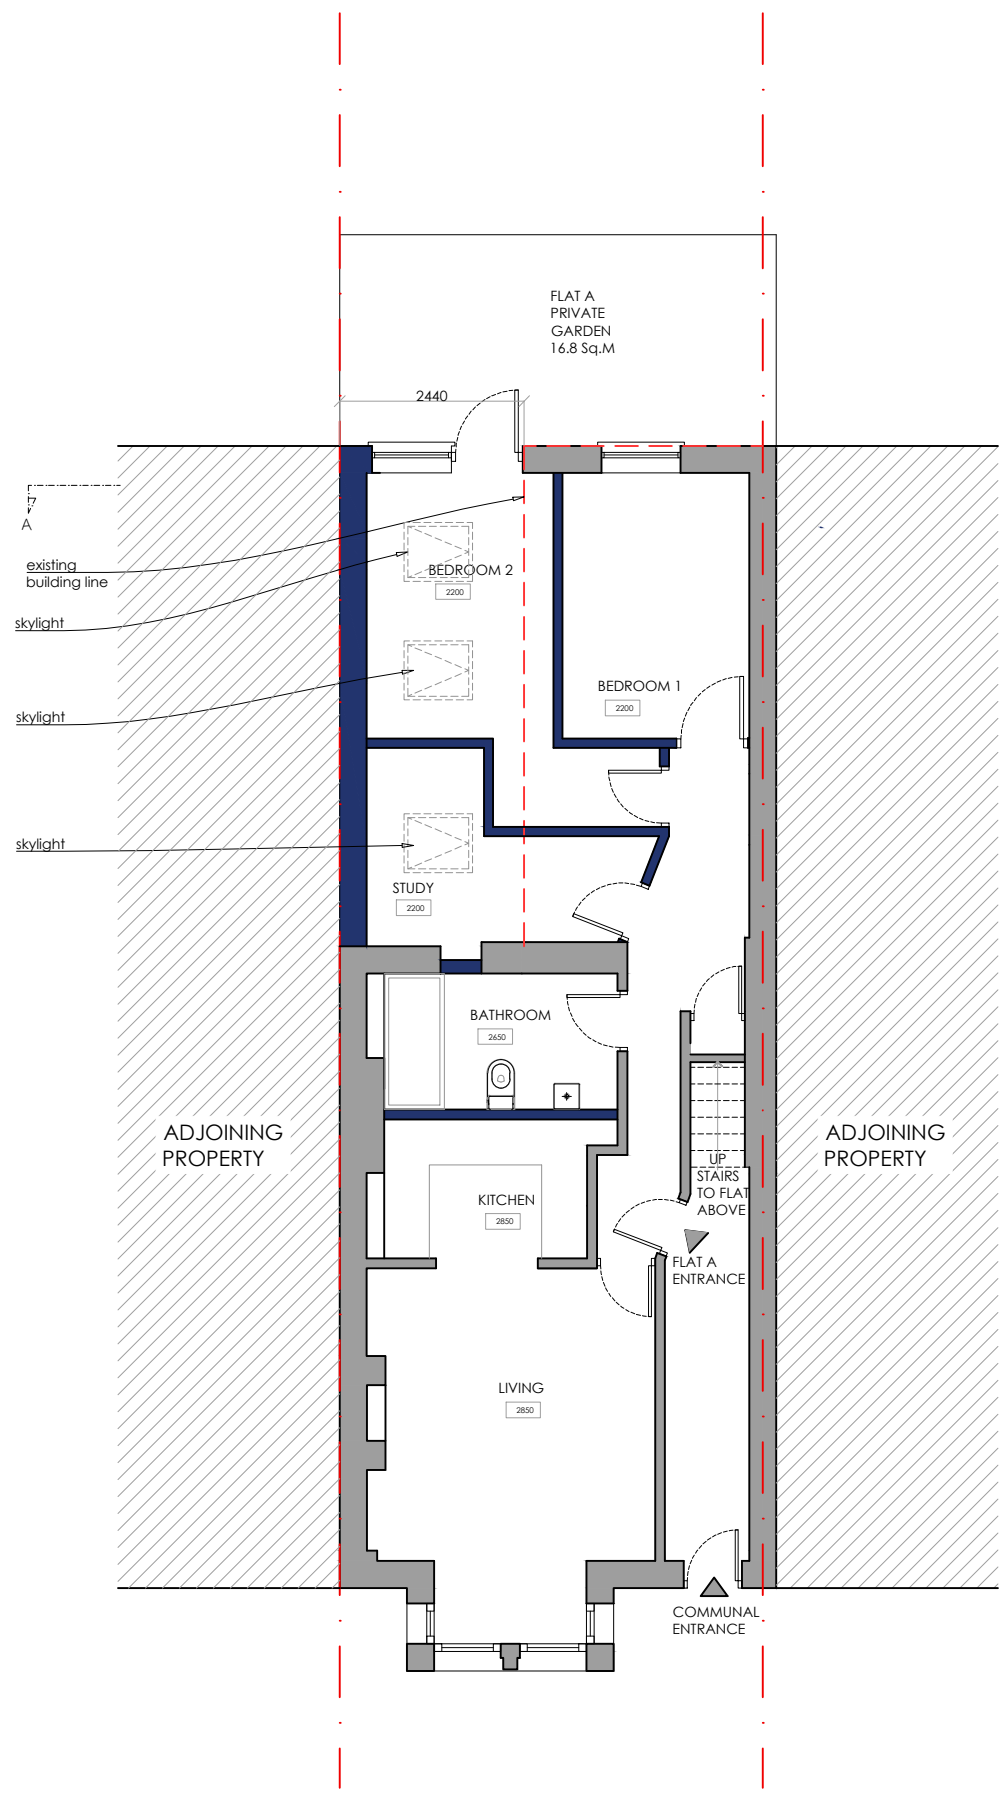 FLAT A
PRIVATE
GARDEN
16.8 Sq.M
2440
A
existing
building line
BEDROOM 2
2200
skylight
BEDROOM 1
2200
skylight
skylight
STUDY
2200
BATHROOM
2650
ADJOINING
PROPERTY
ADJOINING
PROPERTY
UP
STAIRS
TO FLAT
ABOVE
KITCHEN
2850
FLAT A
ENTRANCE
LIVING
2850
COMMUNAL
ENTRANCE